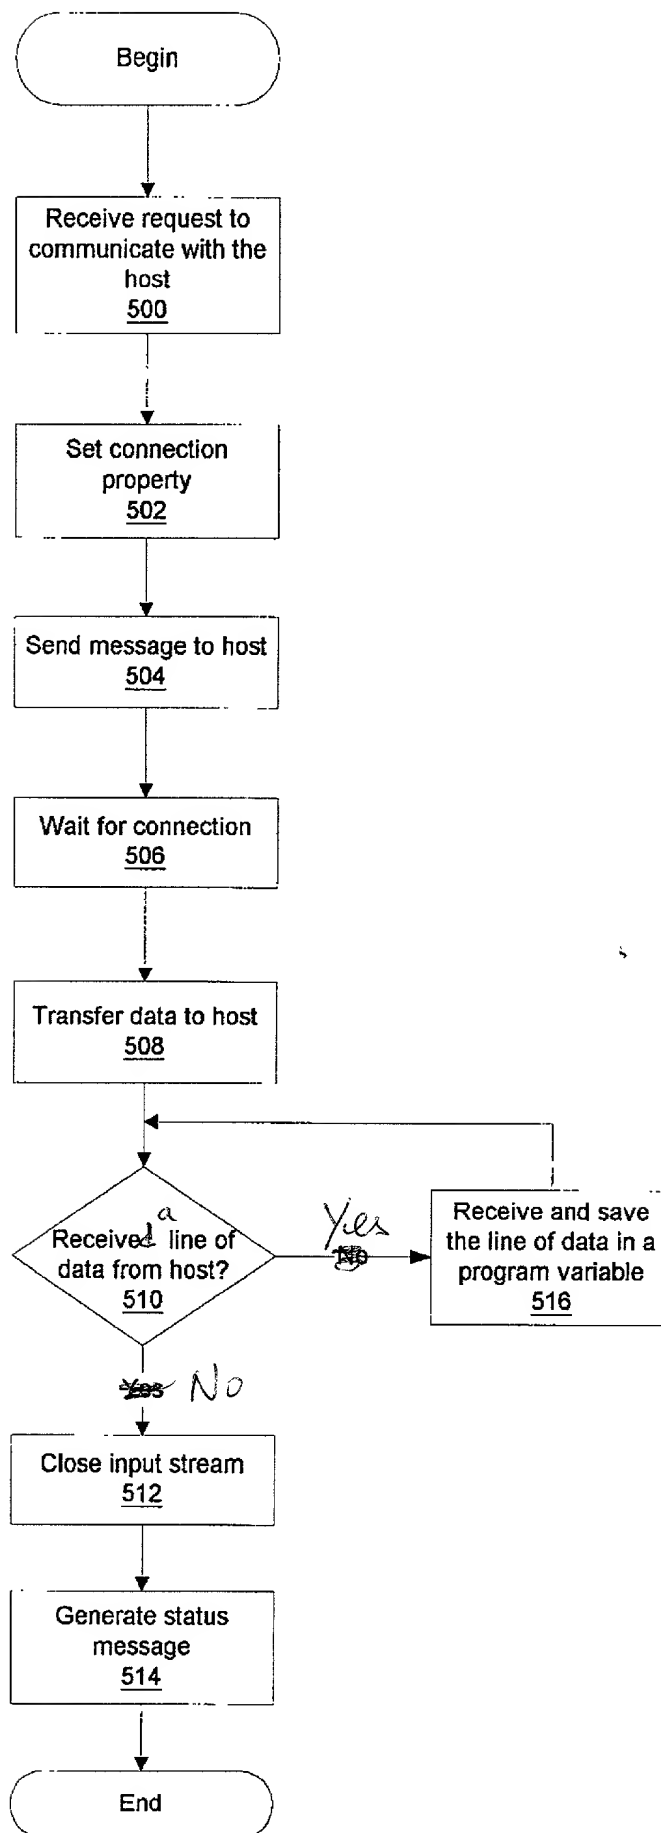 Begin
Receive request to
communicate with the
host
500
Set connection
property
502
Send message to host
504
Wait for connection
506
Transfer data to host
508
Received a line of
data from host?
510
Yes
No
Receive and save
the line of data in a
program variable
516
Yes No
Close input stream
512
Generate status
message
514
End